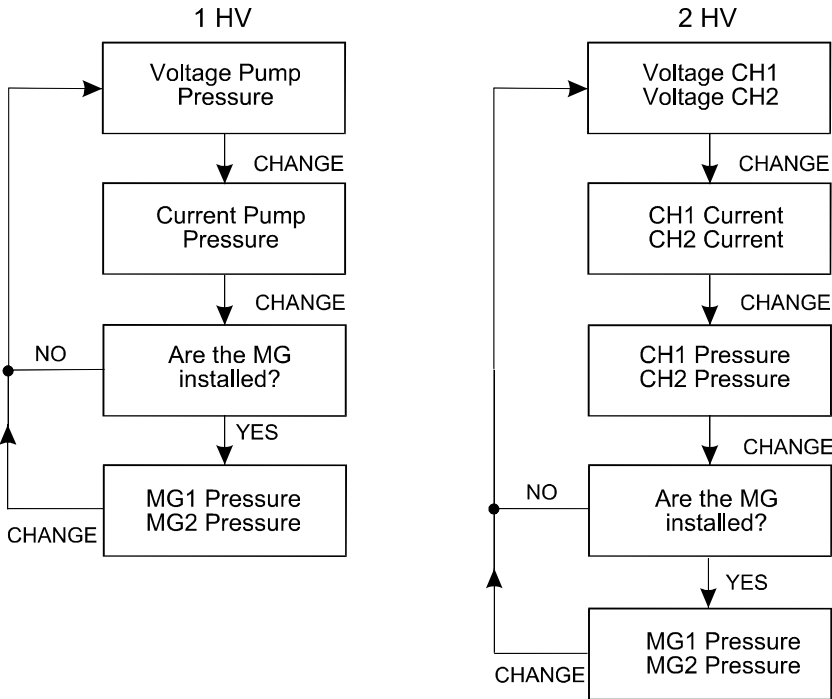 1 HV
Voltage Pump
Pressure
CHANGE
Current Pump
Pressure
CHANGE
Are the MG
installed?
NO
YES
MG1 Pressure
MG2 Pressure
CHANGE
2 HV
Voltage CH1
Voltage CH2
CHANGE
CH1 Current
CH2 Current
CHANGE
CH1 Pressure
CH2 Pressure
CHANGE
Are the MG
installed?
NO
YES
MG1 Pressure
MG2 Pressure
CHANGE